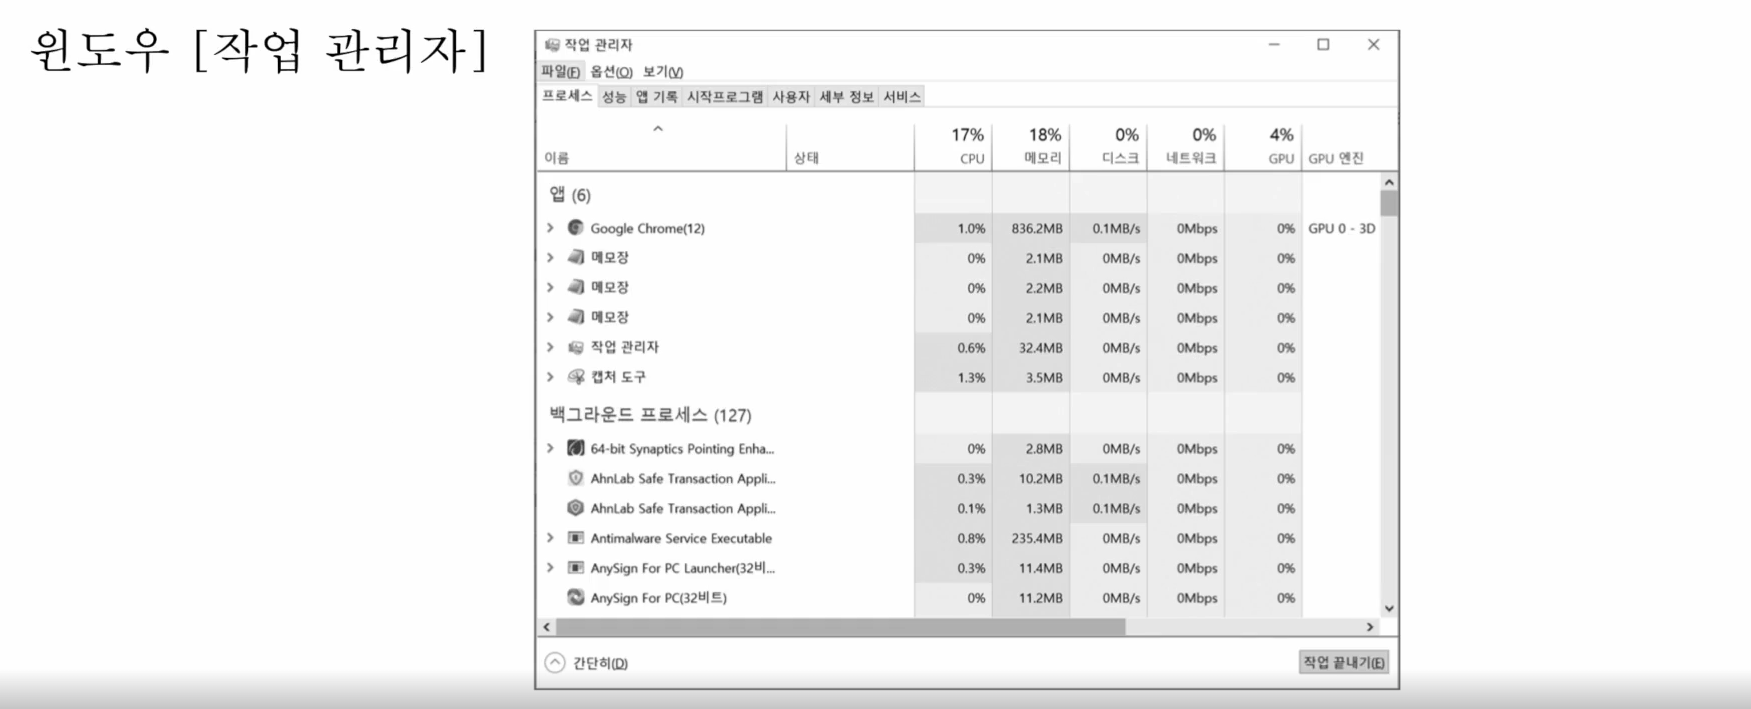 윈도우 [작업 관리자]
작업 관리자
파일(F) 옵션(O) 보기(V)
프로세스 성능 앱 기록 시작프로그램 사용자 세부 정보 서비스
17% 18% 0% 0% 4%
이름 상태 CPU 메모리 디스크 네트워크 GPU GPU 엔진
앱 (6)
Google Chrome(12) 1.0% 836.2MB 0.1MB/s 0Mbps 0% GPU 0 - 3D
메모장 0% 2.1MB 0MB/s 0Mbps 0%
메모장 0% 2.2MB 0MB/s 0Mbps 0%
메모장 0% 2.1MB 0MB/s 0Mbps 0%
작업 관리자 0.6% 32.4MB 0MB/s 0Mbps 0%
캡처 도구 1.3% 3.5MB 0MB/s 0Mbps 0%
백그라운드 프로세스 (127)
64-bit Synaptics Pointing Enha... 0% 2.8MB 0MB/s 0Mbps 0%
AhnLab Safe Transaction Appli... 0.3% 10.2MB 0.1MB/s 0Mbps 0%
AhnLab Safe Transaction Appli... 0.1% 1.3MB 0.1MB/s 0Mbps 0%
Antimalware Service Executable 0.8% 235.4MB 0MB/s 0Mbps 0%
AnySign For PC Launcher(32비... 0.3% 11.4MB 0MB/s 0Mbps 0%
AnySign For PC(32비트) 0% 11.2MB 0MB/s 0Mbps 0%
간단히(D) 작업 끝내기(E)